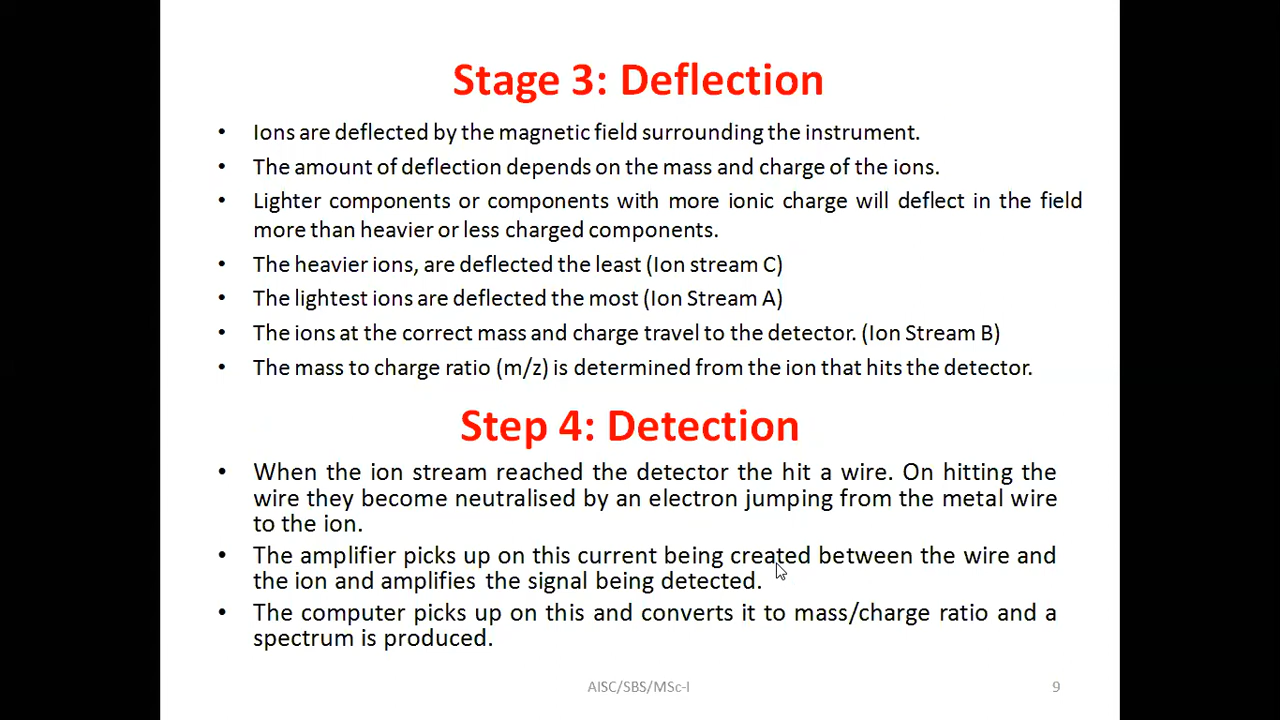 Stage 3: Deflection
• Ions are deflected by the magnetic field surrounding the instrument.
• The amount of deflection depends on the mass and charge of the ions.
• Lighter components or components with more ionic charge will deflect in the field
more than heavier or less charged components.
• The heavier ions, are deflected the least (Ion stream C)
• The lightest ions are deflected the most (Ion Stream A)
• The ions at the correct mass and charge travel to the detector. (Ion Stream B)
• The mass to charge ratio (m/z) is determined from the ion that hits the detector.
Step 4: Detection
• When the ion stream reached the detector the hit a wire. On hitting the
wire they become neutralised by an electron jumping from the metal wire
to the ion.
• The amplifier picks up on this current being created between the wire and
the ion and amplifies the signal being detected.
• The computer picks up on this and converts it to mass/charge ratio and a
spectrum is produced.
AISC/SBS/MSc-I
9